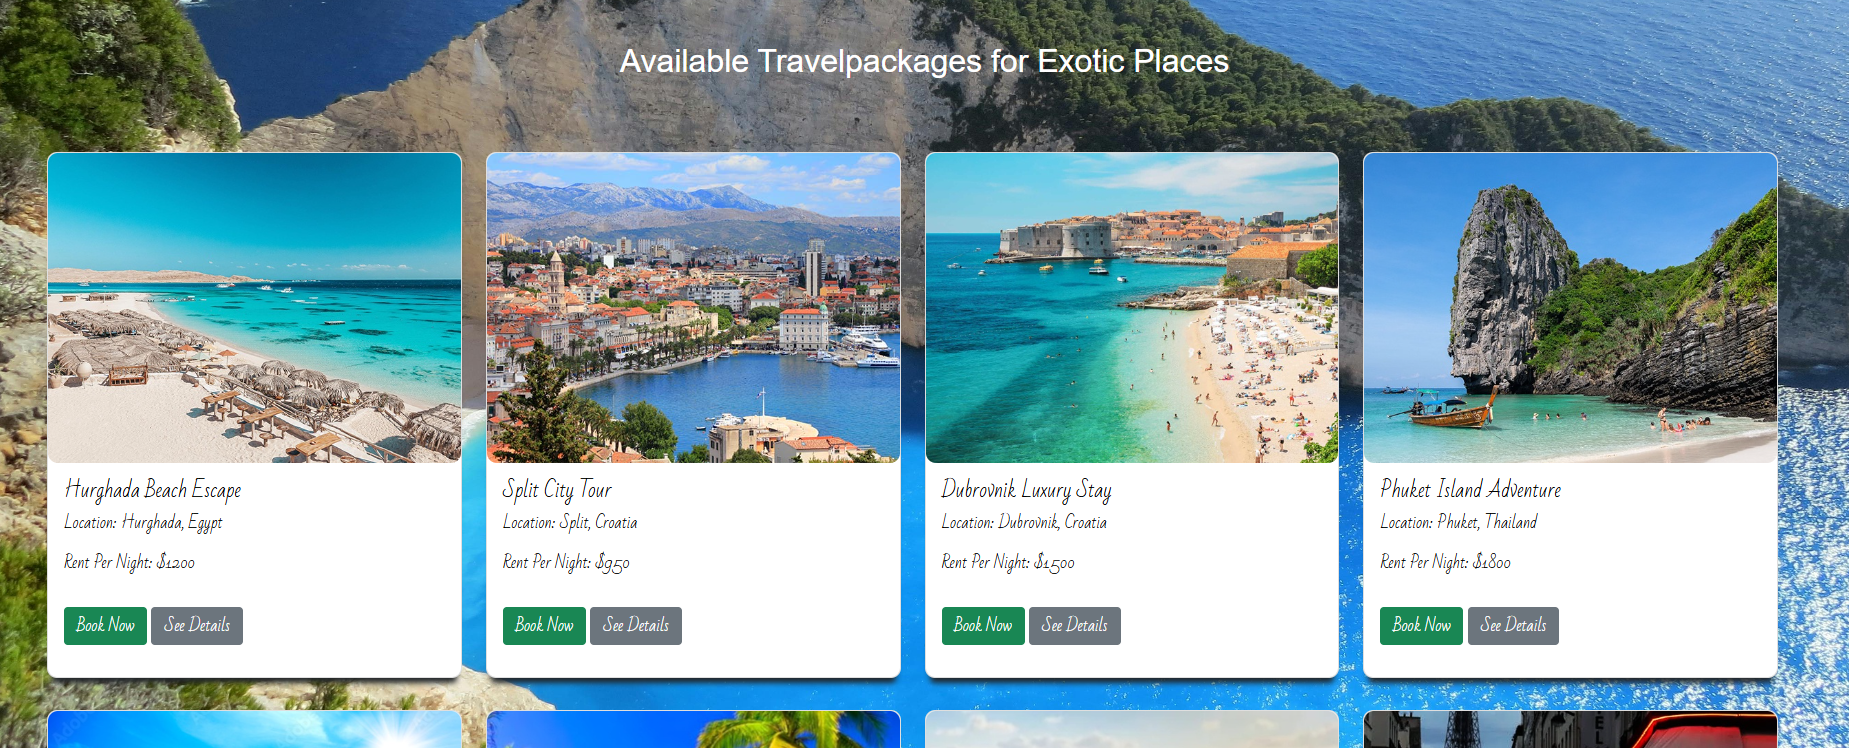 Available Travelpackages for Exotic Places
Hurghada Beach Escape
Location: Hurghada, Egypt
Rent Per Night: $1200
Book Now
See Details
Split City Tour
Location: Split, Croatia
Rent Per Night: $950
Book Now
See Details
Dubrovnik Luxury Stay
Location: Dubrovnik, Croatia
Rent Per Night: $1500
Book Now
See Details
Phuket Island Adventure
Location: Phuket, Thailand
Rent Per Night: $1800
Book Now
See Details